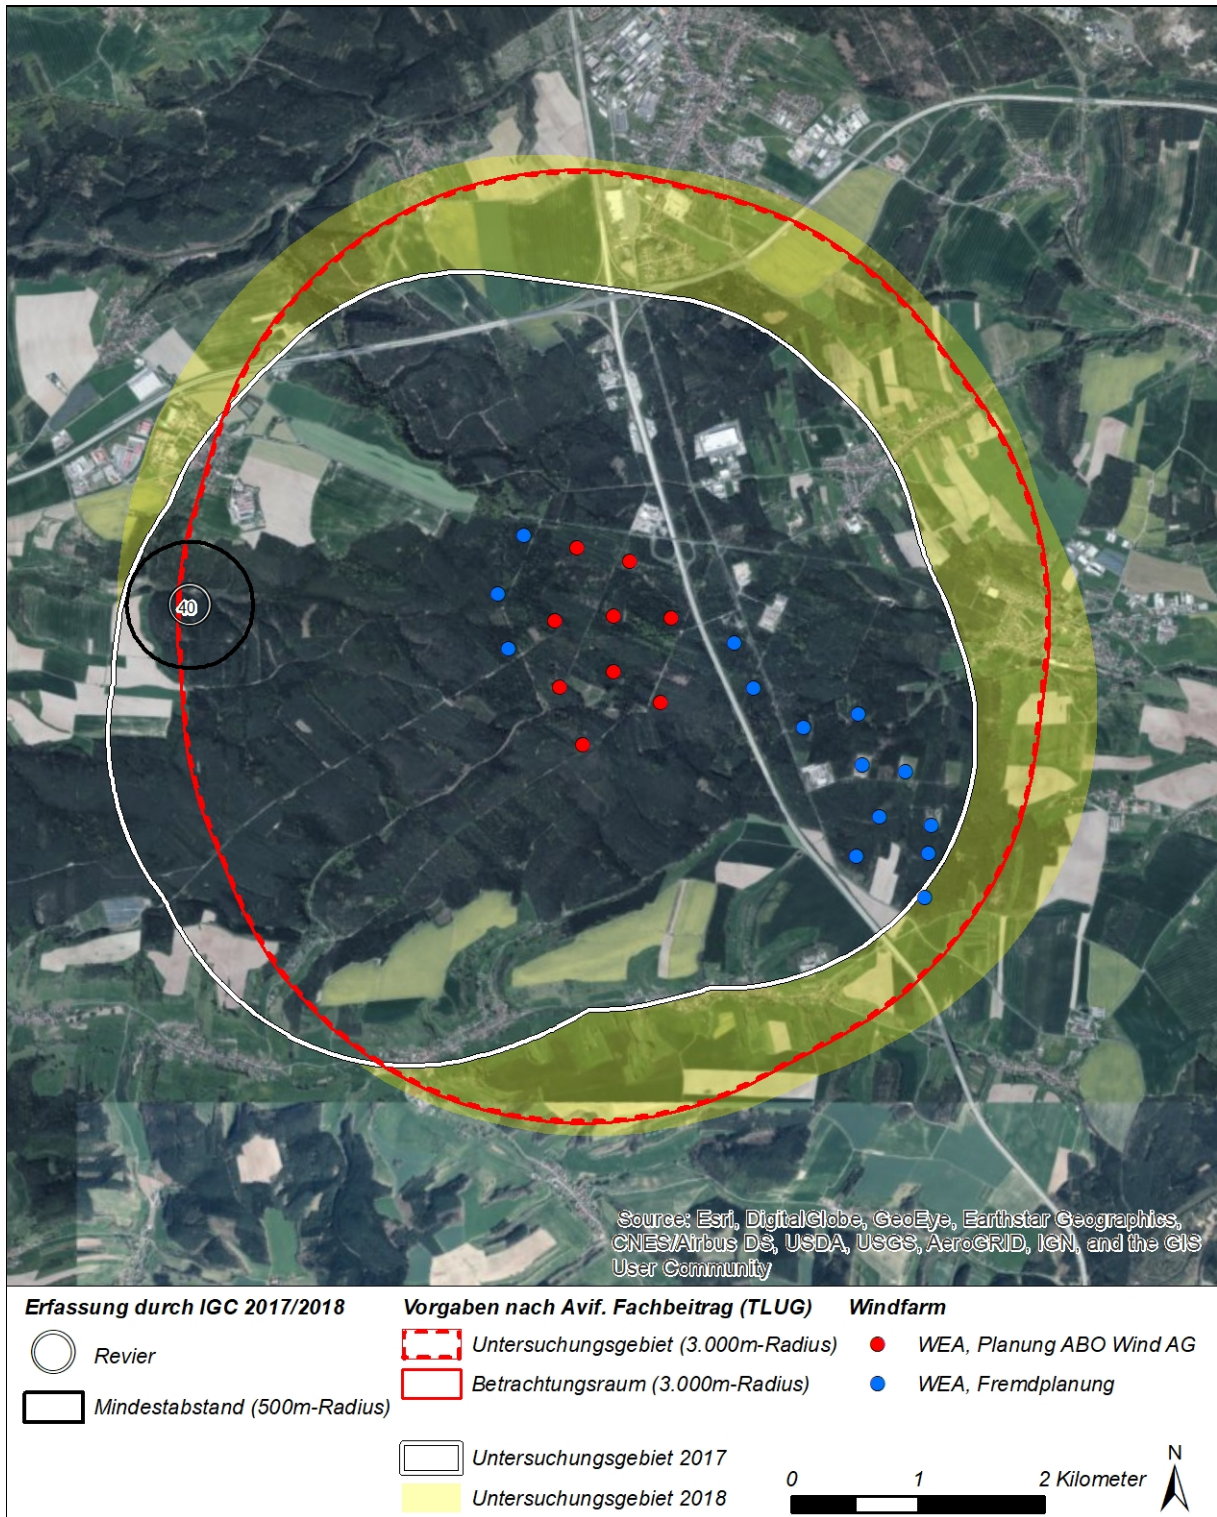 40
Source: Esri, DigitalGlobe, GeoEye, Earthstar Geographics,
CNES/Airbus DS, USDA, USGS, AeroGRID, IGN, and the GIS
User Community
Erfassung durch IGC 2017/2018
Revier
Mindestabstand (500m-Radius)
Vorgaben nach Avif. Fachbeitrag (TLUG)
Untersuchungsgebiet (3.000m-Radius)
Betrachtungsraum (3.000m-Radius)
Untersuchungsgebiet 2017
Untersuchungsgebiet 2018
Windfarm
WEA, Planung ABO Wind AG
WEA, Fremdplanung
0 1 2 Kilometer
N